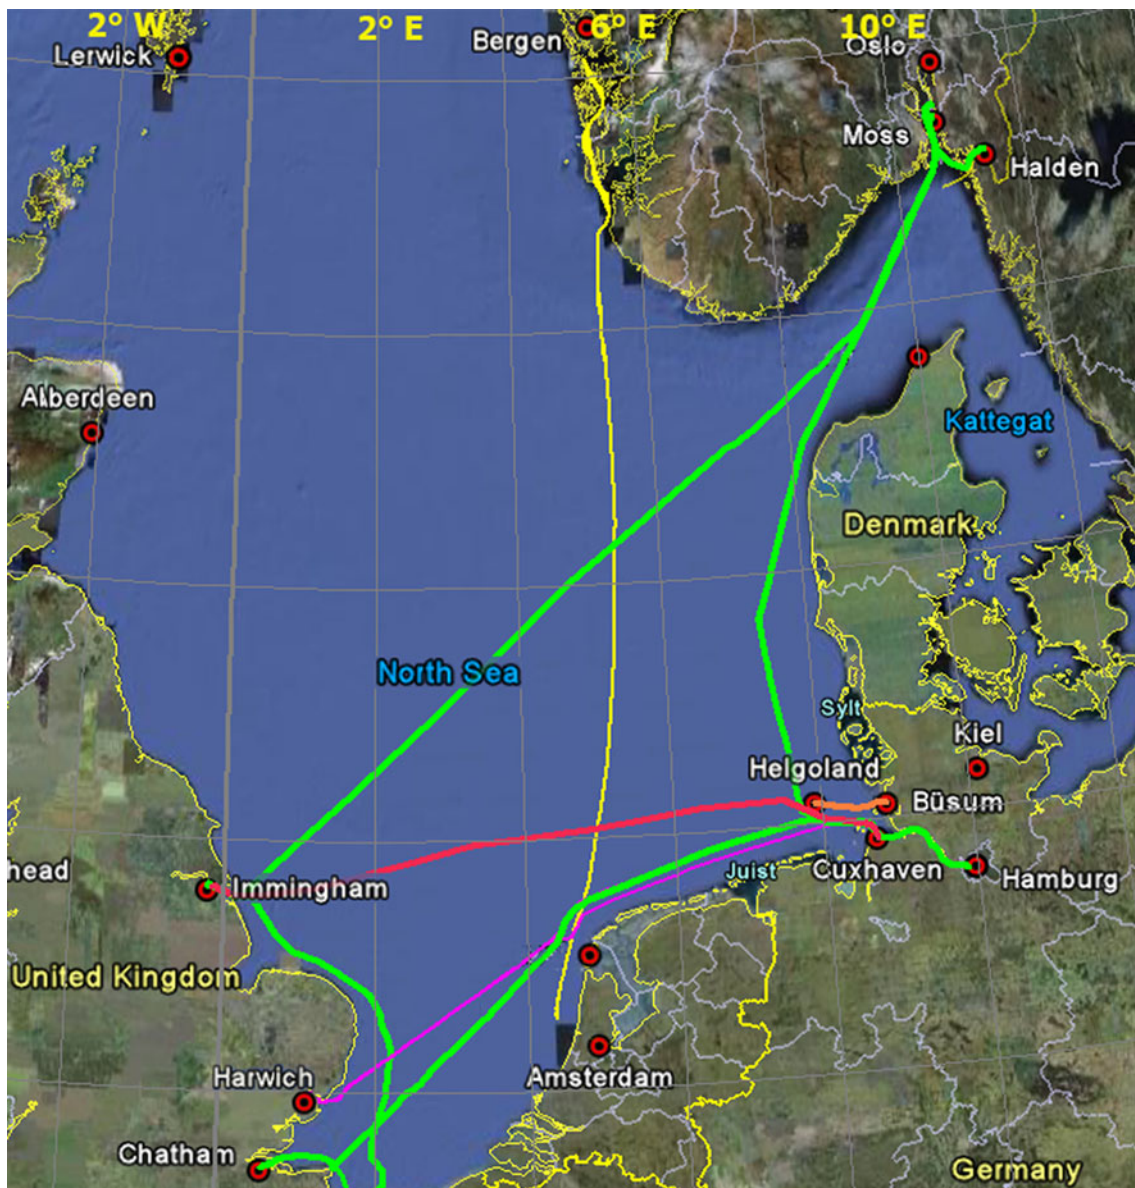 2° W
2° E
6° E
10° E
Lerwick
Bergen
Oslo
Moss
Halden
Aberdeen
Kattegat
Denmark
North Sea
Sylt
Kiel
Helgoland
Büsum
head
Immingham
Juist
Cuxhaven
Hamburg
United Kingdom
Harwich
Amsterdam
Chatham
Germany